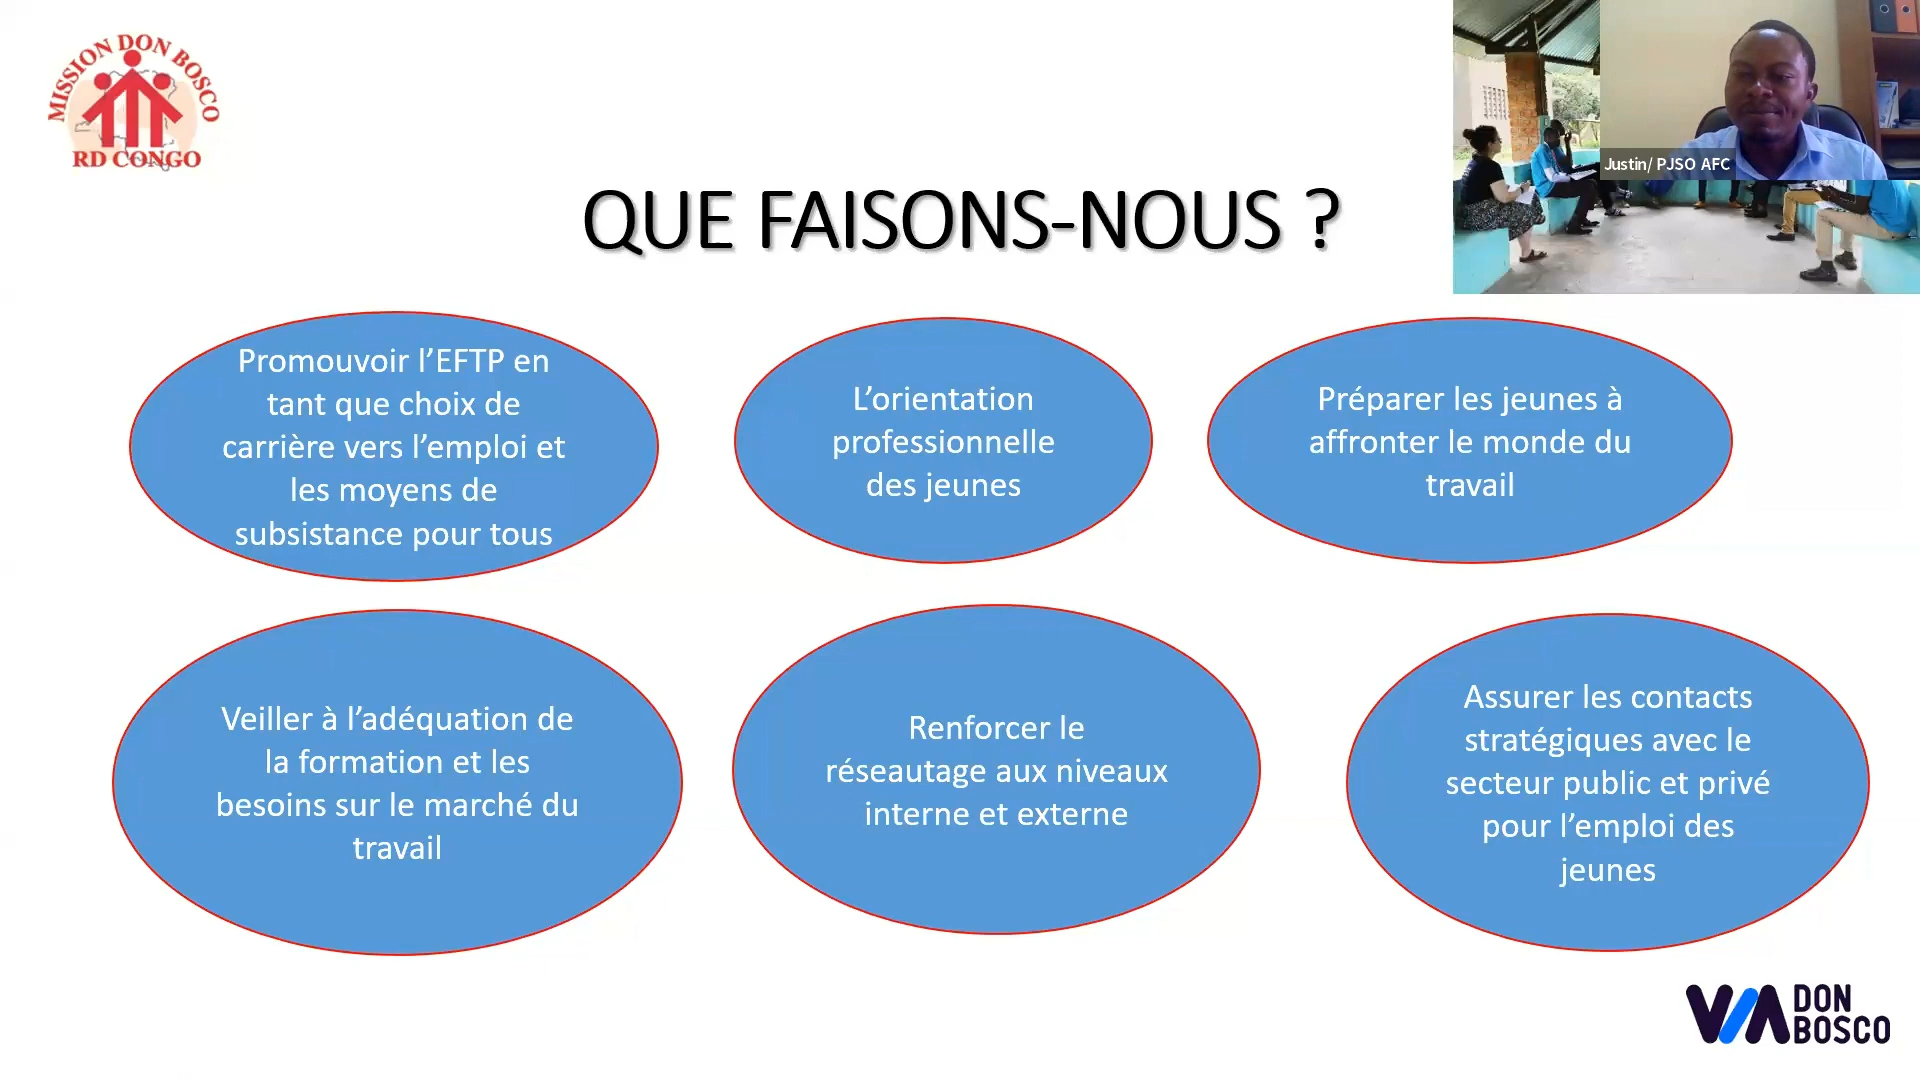 MISSION DON BOSCO
RD CONGO
Justin/ PJSO AFC
QUE FAISONS-NOUS ?
Promouvoir l’EFTP en
tant que choix de
carrière vers l’emploi et
les moyens de
subsistance pour tous
L’orientation
professionnelle
des jeunes
Préparer les jeunes à
affronter le monde du
travail
Veiller à l’adéquation de
la formation et les
besoins sur le marché du
travail
Renforcer le
réseautage aux niveaux
interne et externe
Assurer les contacts
stratégiques avec le
secteur public et privé
pour l’emploi des
jeunes
VIA DON
BOSCO